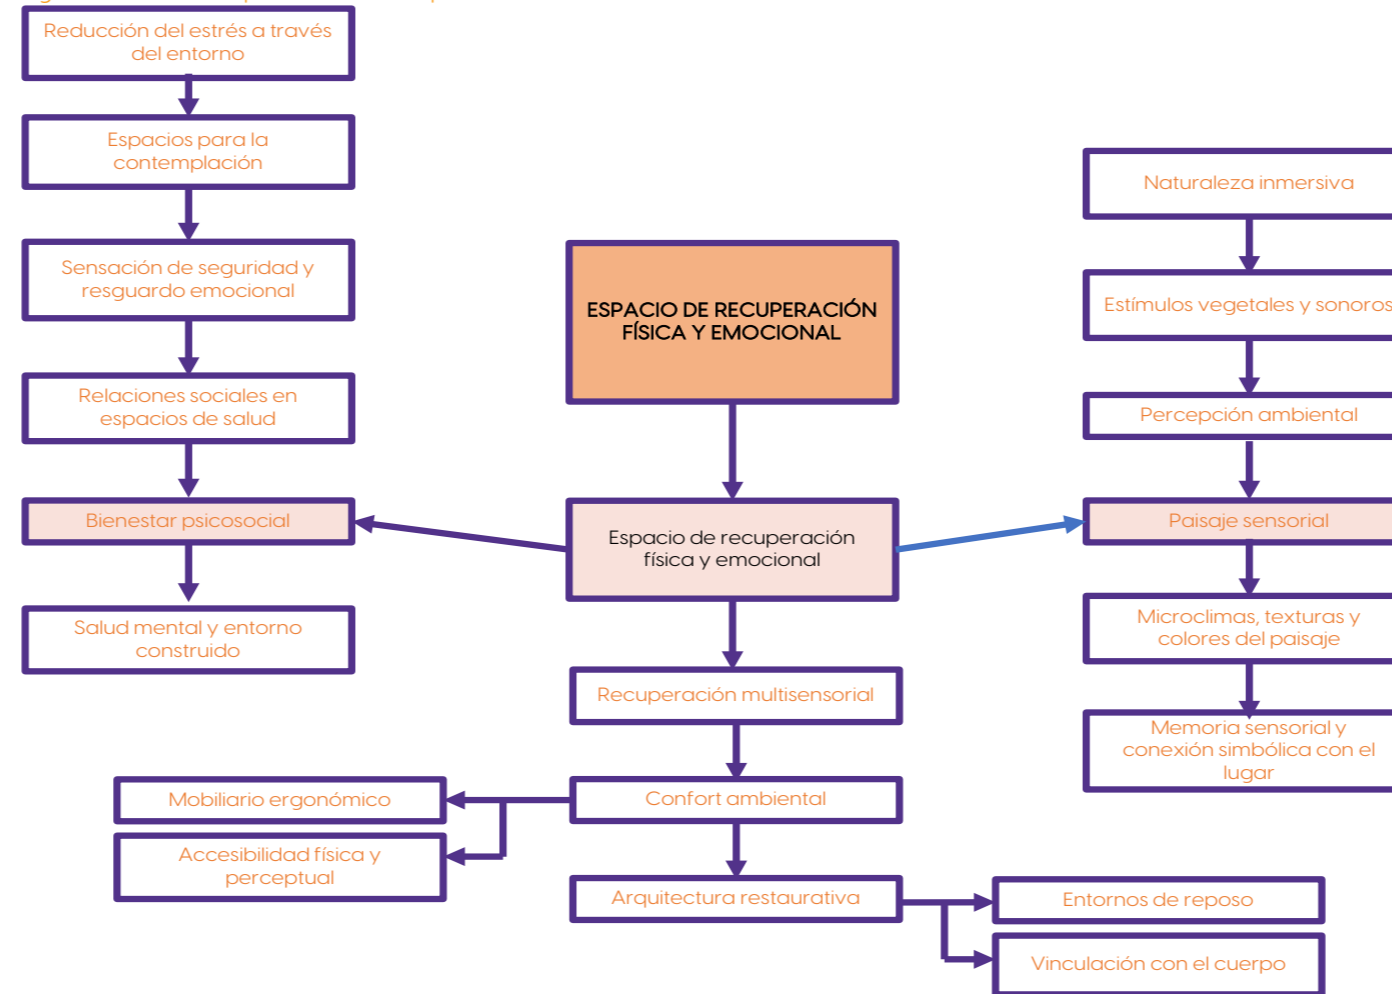 Reducción del estrés a través
del entorno
Espacios para la
contemplación
Sensación de seguridad y
resguardo emocional
Relaciones sociales en
espacios de salud
Bienestar psicosocial
Salud mental y entorno
construido
ESPACIO DE RECUPERACIÓN
FÍSICA Y EMOCIONAL
Espacio de recuperación
física y emocional
Recuperación multisensorial
Confort ambiental
Mobiliario ergonómico
Accesibilidad física y
perceptual
Arquitectura restaurativa
Entornos de reposo
Vinculación con el cuerpo
Naturaleza inmersiva
Estímulos vegetales y sonoros
Percepción ambiental
Paisaje sensorial
Microclimas, texturas y
colores del paisaje
Memoria sensorial y
conexión simbólica con el
lugar